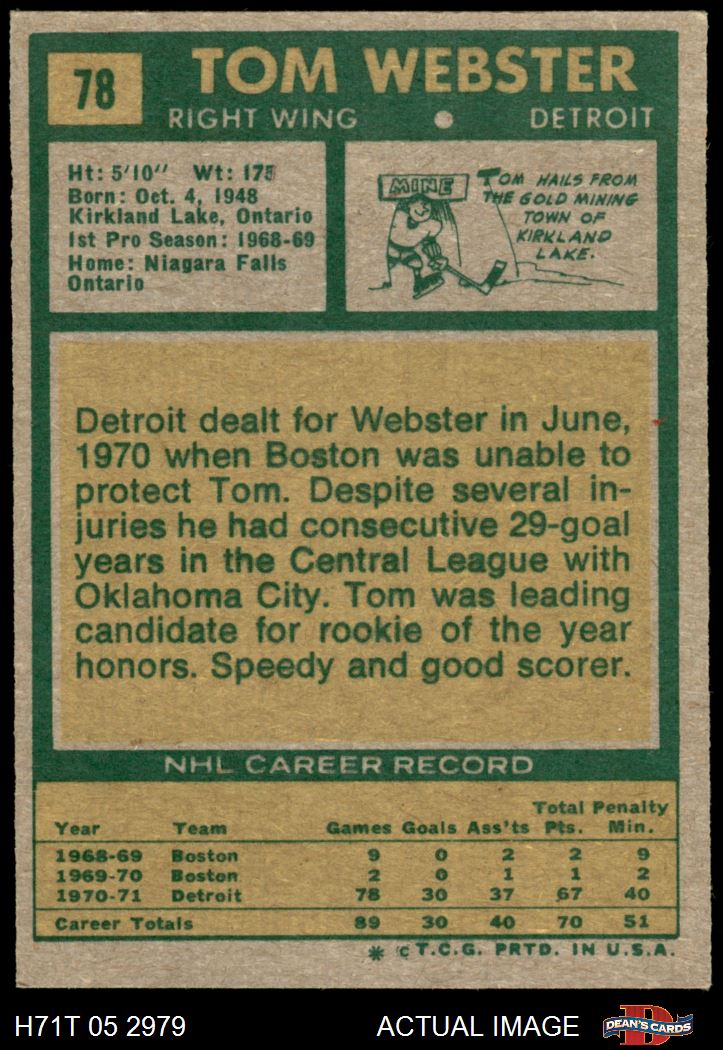 78
TOM WEBSTER
RIGHT WING • DETROIT
Ht: 5'10" Wt: 175
Born: Oct. 4, 1948
Kirkland Lake, Ontario
1st Pro Season: 1968-69
Home: Niagara Falls
Ontario
MINE
TOM HAILS FROM
THE GOLD MINING
TOWN OF
KIRKLAND
LAKE.
Detroit dealt for Webster in June,
1970 when Boston was unable to
protect Tom. Despite several in-
juries he had consecutive 29-goal
years in the Central League with
Oklahoma City. Tom was leading
candidate for rookie of the year
honors. Speedy and good scorer.
NHL CAREER RECORD
Total Penalty
Year Team Games Goals Ass'ts Pts. Min.
1968-69 Boston 9 0 2 2 9
1969-70 Boston 2 0 1 1 2
1970-71 Detroit 78 30 37 67 40
Career Totals 89 30 40 70 51
* © T.C.G. PRTD. IN U.S.A.
H71T 05 2979 ACTUAL IMAGE
D
DEAN'S CARDS